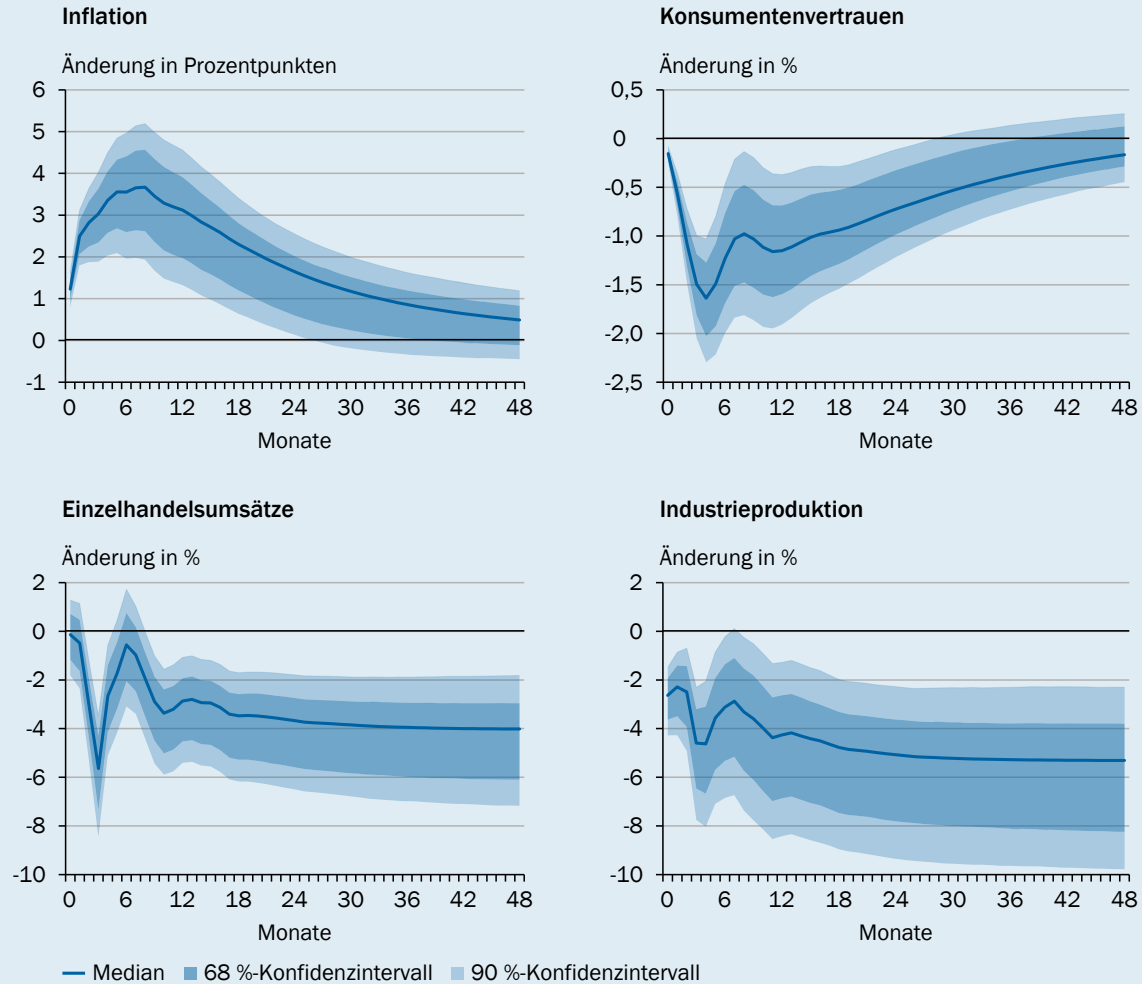 Inflation
Änderung in Prozentpunkten
6
5
4
3
2
1
0
-1
0 6 12 18 24 30 36 42 48
Monate
Konsumentenvertrauen
Änderung in %
0,5
0
-0,5
-1,0
-1,5
-2,0
-2,5
0 6 12 18 24 30 36 42 48
Monate
Einzelhandelsumsätze
Änderung in %
2
0
-2
-4
-6
-8
-10
0 6 12 18 24 30 36 42 48
Monate
Industrieproduktion
Änderung in %
2
0
-2
-4
-6
-8
-10
0 6 12 18 24 30 36 42 48
Monate
Median 68 %-Konfidenzintervall 90 %-Konfidenzintervall